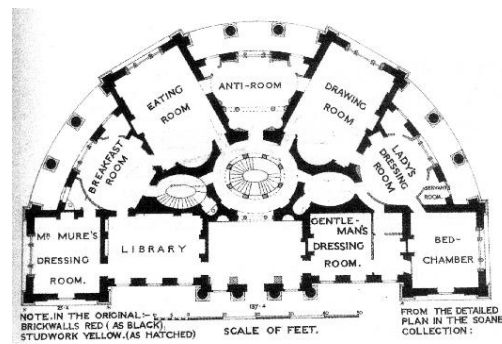 EATING
ROOM
ANTI-ROOM
DRAWING
ROOM
BREAKFAST
ROOM
LADY'S
DRESSING
ROOM
SERVANT'S
ROOM
MR MURE'S
DRESSING
ROOM.
LIBRARY
GENTLE-
MAN'S
DRESSING
ROOM.
BED-
CHAMBER
NOTE. IN THE ORIGINAL:-
BRICKWALLS RED (AS BLACK),
STUDWORK YELLOW. (AS HATCHED)
SCALE OF FEET.
FROM THE DETAILED
PLAN IN THE SOANE
COLLECTION: